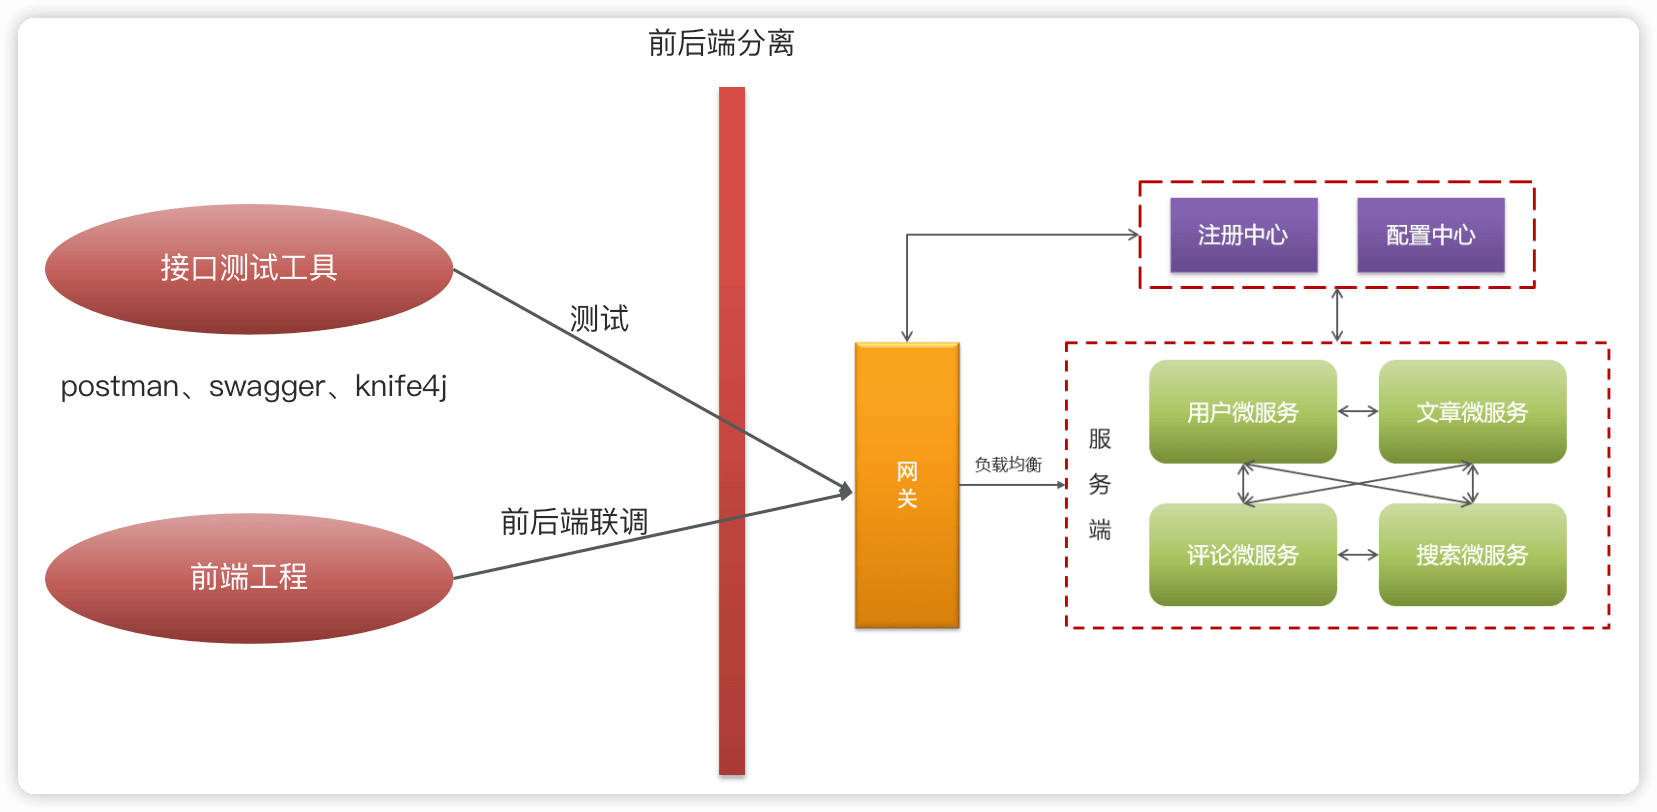 前后端分离
接口测试工具
测试
postman、swagger、knife4j
前后端联调
前端工程
网
关
负载均衡
注册中心
配置中心
服
务
端
用户微服务
文章微服务
评论微服务
搜索微服务